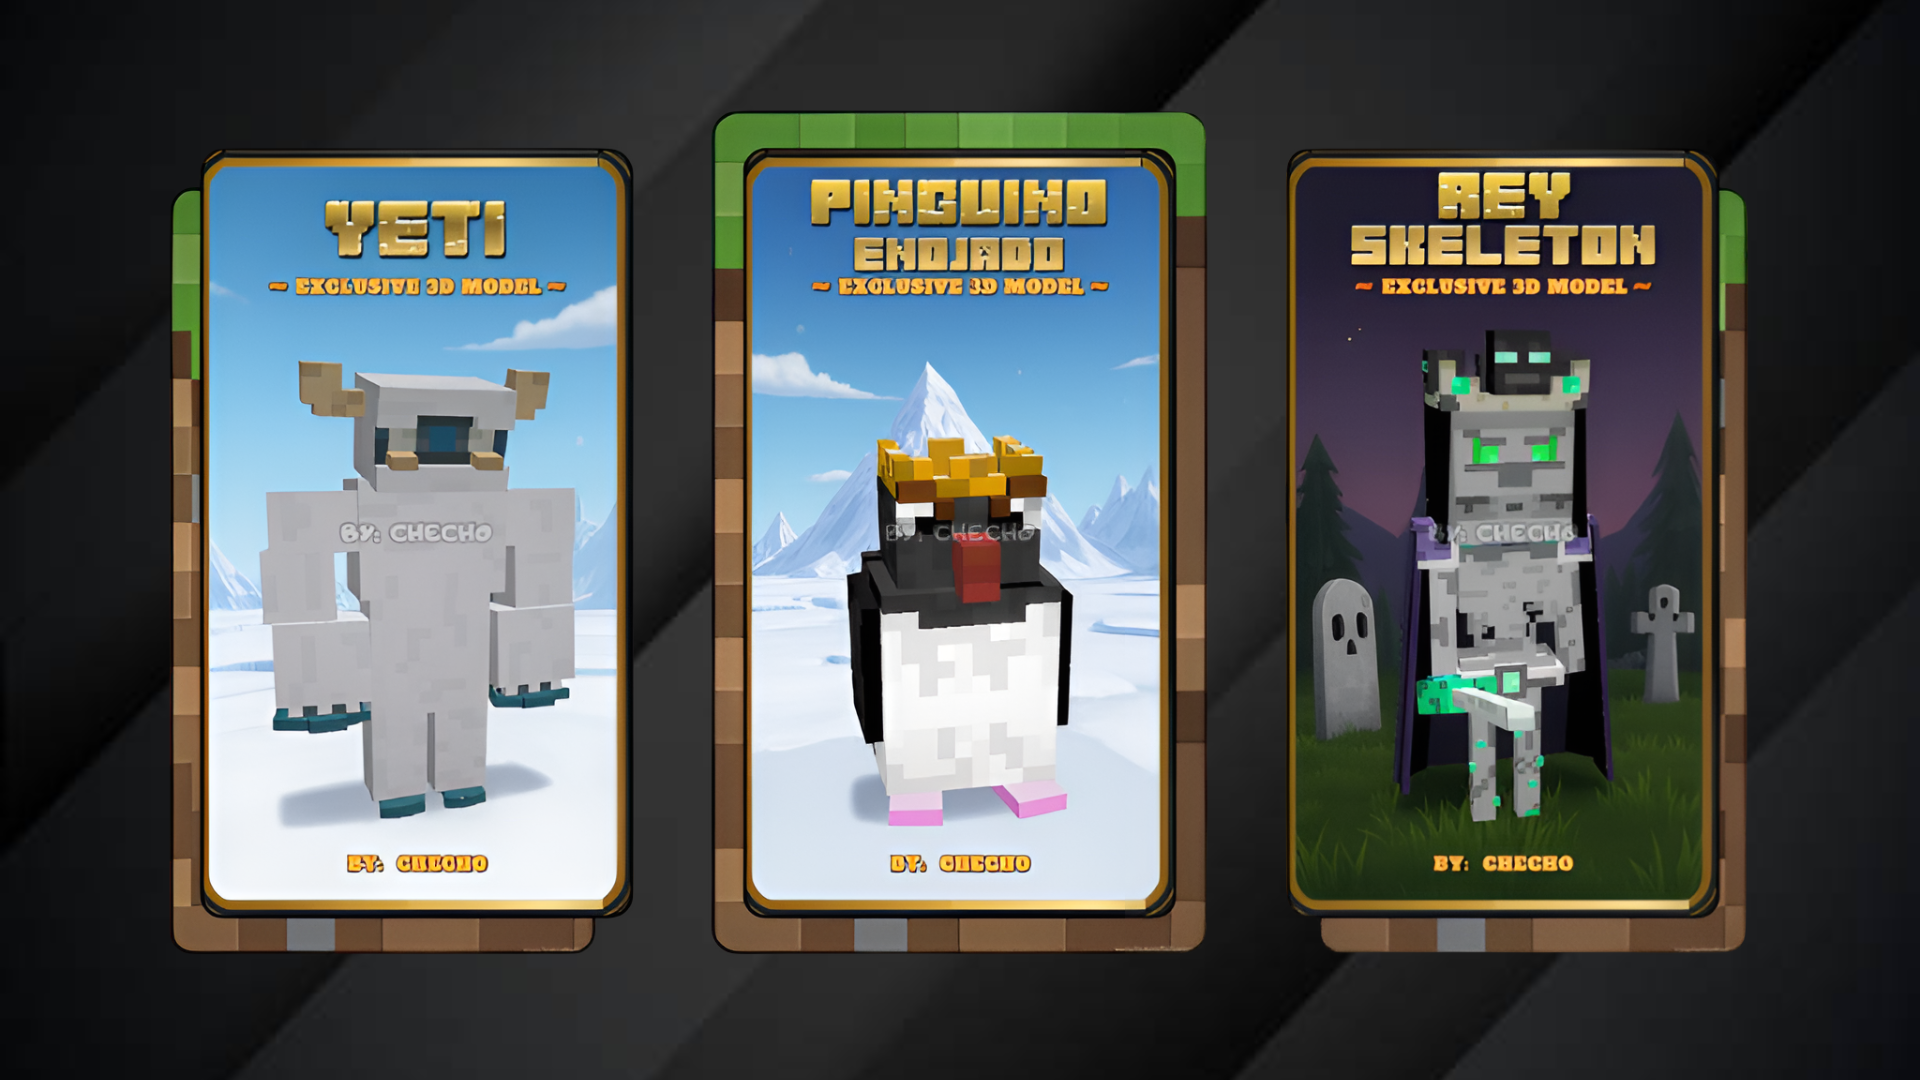 YETI
~ EXCLUSIVE 3D MODEL ~
BY: CHECHO
BY: CHECHO
PINGUINO
ENOJADO
~ EXCLUSIVE 3D MODEL ~
BY: CHECHO
BY: CHECHO
REY
SKELETON
~ EXCLUSIVE 3D MODEL ~
BY: CHECHO
BY: CHECHO